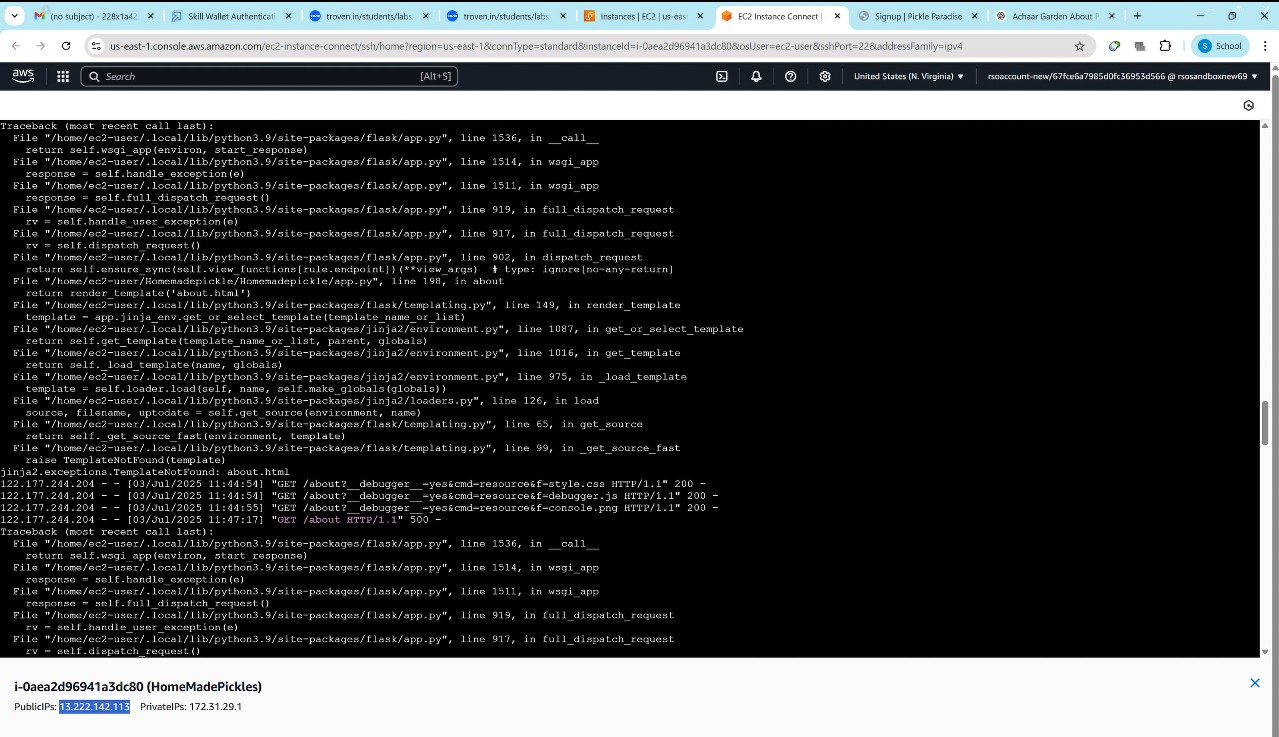 (no subject) - 228x1a42
Skill Wallet Authenticati
troven.in/students/labs
troven.in/students/labs
Instances | EC2 | us-eas
EC2 Instance Connect |
Signup | Pickle Paradise
Achaar Garden About P
us-east-1.console.aws.amazon.com/ec2-instance-connect/ssh/home?region=us-east-1&connType=standard&instanceId=i-0aea2d96941a3dc80&osUser=ec2-user&sshPort=22&addressFamily=ipv4
S School
aws Search [Alt+S] United States (N. Virginia) rsoaccount-new/67fce6a7985d0fc36953d566 @ rsosandboxnew69
Traceback (most recent call last):
File "/home/ec2-user/.local/lib/python3.9/site-packages/flask/app.py", line 1536, in __call__
return self.wsgi_app(environ, start_response)
File "/home/ec2-user/.local/lib/python3.9/site-packages/flask/app.py", line 1514, in wsgi_app
response = self.handle_exception(e)
File "/home/ec2-user/.local/lib/python3.9/site-packages/flask/app.py", line 1511, in wsgi_app
response = self.full_dispatch_request()
File "/home/ec2-user/.local/lib/python3.9/site-packages/flask/app.py", line 919, in full_dispatch_request
rv = self.handle_user_exception(e)
File "/home/ec2-user/.local/lib/python3.9/site-packages/flask/app.py", line 917, in full_dispatch_request
rv = self.dispatch_request()
File "/home/ec2-user/.local/lib/python3.9/site-packages/flask/app.py", line 902, in dispatch_request
return self.ensure_sync(self.view_functions[rule.endpoint])(**view_args)  # type: ignore[no-any-return]
File "/home/ec2-user/Homemadepickle/Homemadepickle/app.py", line 198, in about
return render_template('about.html')
File "/home/ec2-user/.local/lib/python3.9/site-packages/flask/templating.py", line 149, in render_template
template = app.jinja_env.get_or_select_template(template_name_or_list)
File "/home/ec2-user/.local/lib/python3.9/site-packages/jinja2/environment.py", line 1087, in get_or_select_template
return self.get_template(template_name_or_list, parent, globals)
File "/home/ec2-user/.local/lib/python3.9/site-packages/jinja2/environment.py", line 1016, in get_template
return self._load_template(name, globals)
File "/home/ec2-user/.local/lib/python3.9/site-packages/jinja2/environment.py", line 975, in _load_template
template = self.loader.load(self, name, self.make_globals(globals))
File "/home/ec2-user/.local/lib/python3.9/site-packages/jinja2/loaders.py", line 126, in load
source, filename, uptodate = self.get_source(environment, name)
File "/home/ec2-user/.local/lib/python3.9/site-packages/flask/templating.py", line 65, in get_source
return self._get_source_fast(environment, template)
File "/home/ec2-user/.local/lib/python3.9/site-packages/flask/templating.py", line 99, in _get_source_fast
raise TemplateNotFound(template)
jinja2.exceptions.TemplateNotFound: about.html
122.177.244.204 - - [03/Jul/2025 11:44:54] "GET /about?__debugger__=yes&cmd=resource&f=style.css HTTP/1.1" 200 -
122.177.244.204 - - [03/Jul/2025 11:44:55] "GET /about?__debugger__=yes&cmd=resource&f=debugger.js HTTP/1.1" 200 -
122.177.244.204 - - [03/Jul/2025 11:44:55] "GET /about?__debugger__=yes&cmd=resource&f=console.png HTTP/1.1" 200 -
122.177.244.204 - - [03/Jul/2025 11:47:17] "GET /about HTTP/1.1" 500 -
Traceback (most recent call last):
File "/home/ec2-user/.local/lib/python3.9/site-packages/flask/app.py", line 1536, in __call__
return self.wsgi_app(environ, start_response)
File "/home/ec2-user/.local/lib/python3.9/site-packages/flask/app.py", line 1514, in wsgi_app
response = self.handle_exception(e)
File "/home/ec2-user/.local/lib/python3.9/site-packages/flask/app.py", line 1511, in wsgi_app
response = self.full_dispatch_request()
File "/home/ec2-user/.local/lib/python3.9/site-packages/flask/app.py", line 919, in full_dispatch_request
rv = self.handle_user_exception(e)
File "/home/ec2-user/.local/lib/python3.9/site-packages/flask/app.py", line 917, in full_dispatch_request
rv = self.dispatch_request()
i-0aea2d96941a3dc80 (HomeMadePickles)
PublicIPs: 13.222.142.113 PrivateIPs: 172.31.29.1